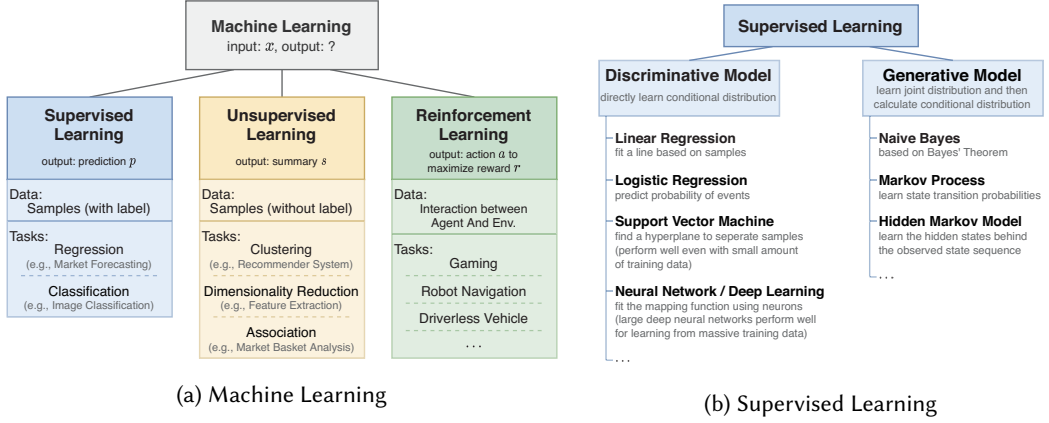 Machine Learning
input: x, output: ?
Supervised
Learning
output: prediction p
Data:
Samples (with label)
Tasks:
Regression
(e.g., Market Forecasting)
Classification
(e.g., Image Classification)
Unsupervised
Learning
output: summary s
Data:
Samples (without label)
Tasks:
Clustering
(e.g., Recommender System)
Dimensionality Reduction
(e.g., Feature Extraction)
Association
(e.g., Market Basket Analysis)
Reinforcement
Learning
output: action a to
maximize reward r
Data:
Interaction between
Agent And Env.
Tasks:
Gaming
Robot Navigation
Driverless Vehicle
. . .
(a) Machine Learning
Supervised Learning
Discriminative Model
directly learn conditional distribution
Linear Regression
fit a line based on samples
Logistic Regression
predict probability of events
Support Vector Machine
find a hyperplane to seperate samples
(perform well even with small amount
of training data)
Neural Network / Deep Learning
fit the mapping function using neurons
(large deep neural networks perform well
for learning from massive training data)
. . .
Generative Model
learn joint distribution and then
calculate conditional distribution
Naive Bayes
based on Bayes' Theorem
Markov Process
learn state transition probabilities
Hidden Markov Model
learn the hidden states behind
the observed state sequence
. . .
(b) Supervised Learning